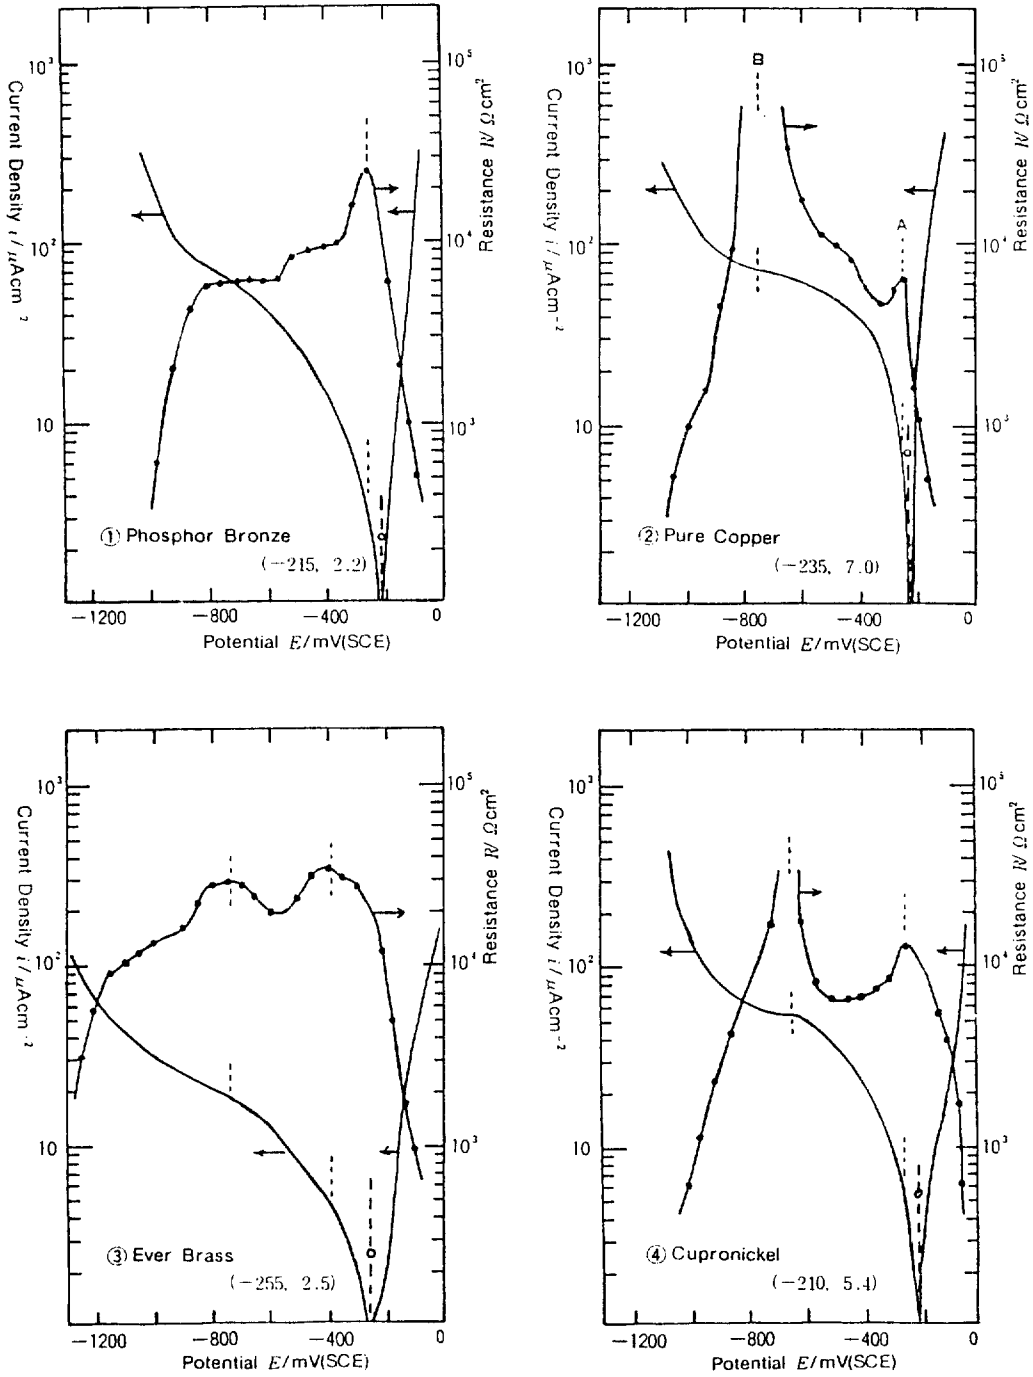 10³
10²
10
Current Density i/μAcm⁻²
10⁵
10⁴
10³
Resistance R/Ωcm²
① Phosphor Bronze
(−215, 2.2)
−1200
−800
−400
0
Potential E/mV(SCE)
10³
10²
10
Current Density i/μAcm⁻²
B
A
10⁵
10⁴
10³
Resistance R/Ωcm²
② Pure Copper
(−235, 7.0)
−1200
−800
−400
0
Potential E/mV(SCE)
10³
10²
10
Current Density i/μAcm⁻²
10⁵
10⁴
10³
Resistance R/Ωcm²
③ Ever Brass
(−255, 2.5)
−1200
−800
−400
0
Potential E/mV(SCE)
10³
10²
10
Current Density i/μAcm⁻²
10⁵
10⁴
10³
Resistance R/Ωcm²
④ Cupronickel
(−210, 5.4)
−1200
−800
−400
0
Potential E/mV(SCE)